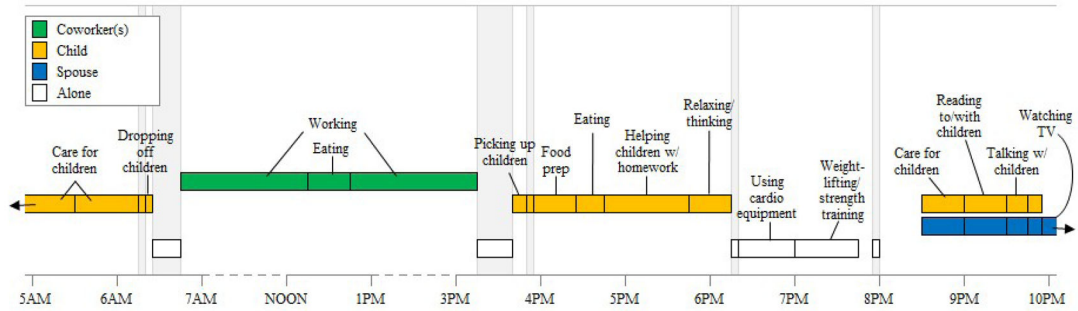 Coworker(s)
Child
Spouse
Alone
Care for
children
Dropping
off
children
Working
Eating
Picking up
children
Food
prep
Eating
Helping
children w/
homework
Relaxing/
thinking
Using
cardio
equipment
Weight-
lifting/
strength
training
Care for
children
Reading
to/with
children
Talking w/
children
Watching
TV
5AM 6AM 7AM NOON 1PM 3PM 4PM 5PM 6PM 7PM 8PM 9PM 10PM